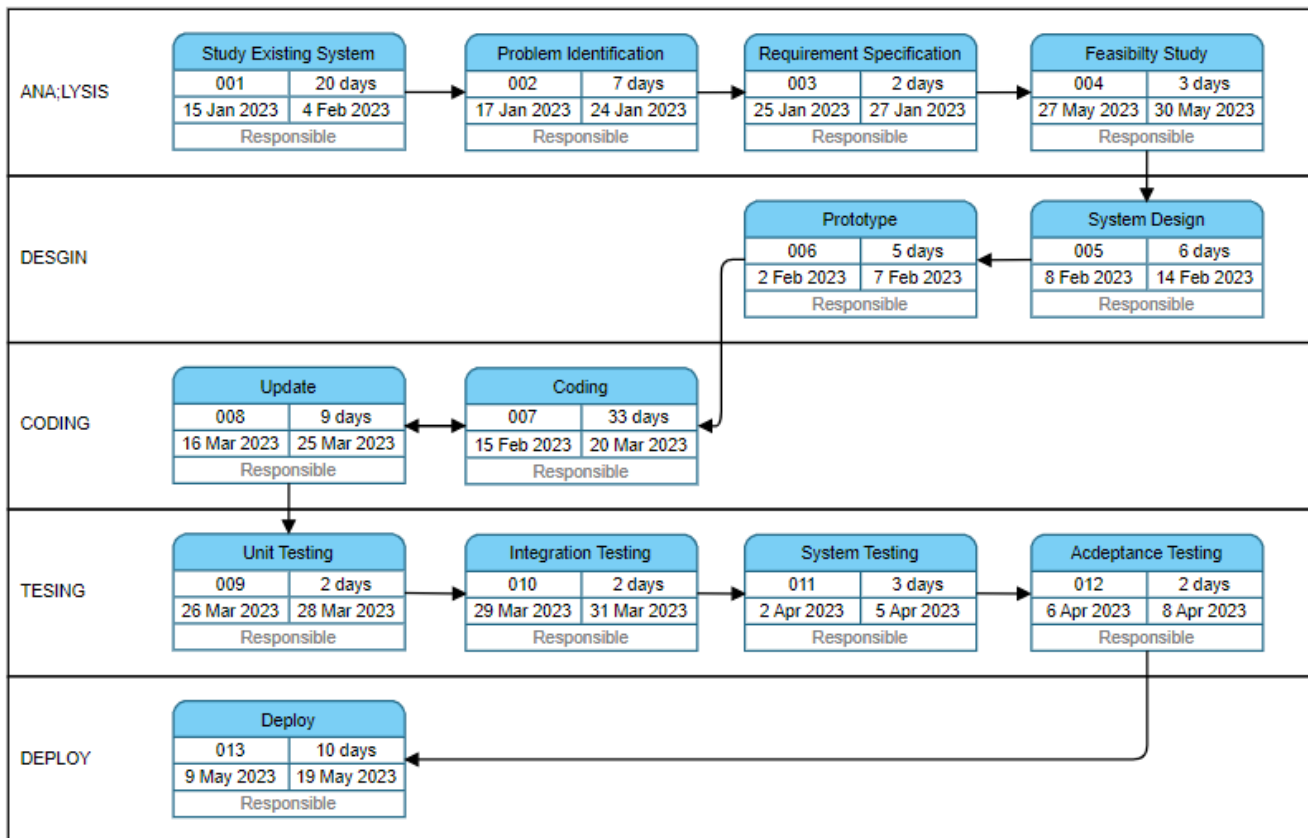 ANA;LYSIS
Study Existing System
001 20 days
15 Jan 2023 4 Feb 2023
Responsible
Problem Identification
002 7 days
17 Jan 2023 24 Jan 2023
Responsible
Requirement Specification
003 2 days
25 Jan 2023 27 Jan 2023
Responsible
Feasibilty Study
004 3 days
27 May 2023 30 May 2023
Responsible
DESGIN
Prototype
006 5 days
2 Feb 2023 7 Feb 2023
Responsible
System Design
005 6 days
8 Feb 2023 14 Feb 2023
Responsible
CODING
Update
008 9 days
16 Mar 2023 25 Mar 2023
Responsible
Coding
007 33 days
15 Feb 2023 20 Mar 2023
Responsible
TESING
Unit Testing
009 2 days
26 Mar 2023 28 Mar 2023
Responsible
Integration Testing
010 2 days
29 Mar 2023 31 Mar 2023
Responsible
System Testing
011 3 days
2 Apr 2023 5 Apr 2023
Responsible
Acdeptance Testing
012 2 days
6 Apr 2023 8 Apr 2023
Responsible
DEPLOY
Deploy
013 10 days
9 May 2023 19 May 2023
Responsible